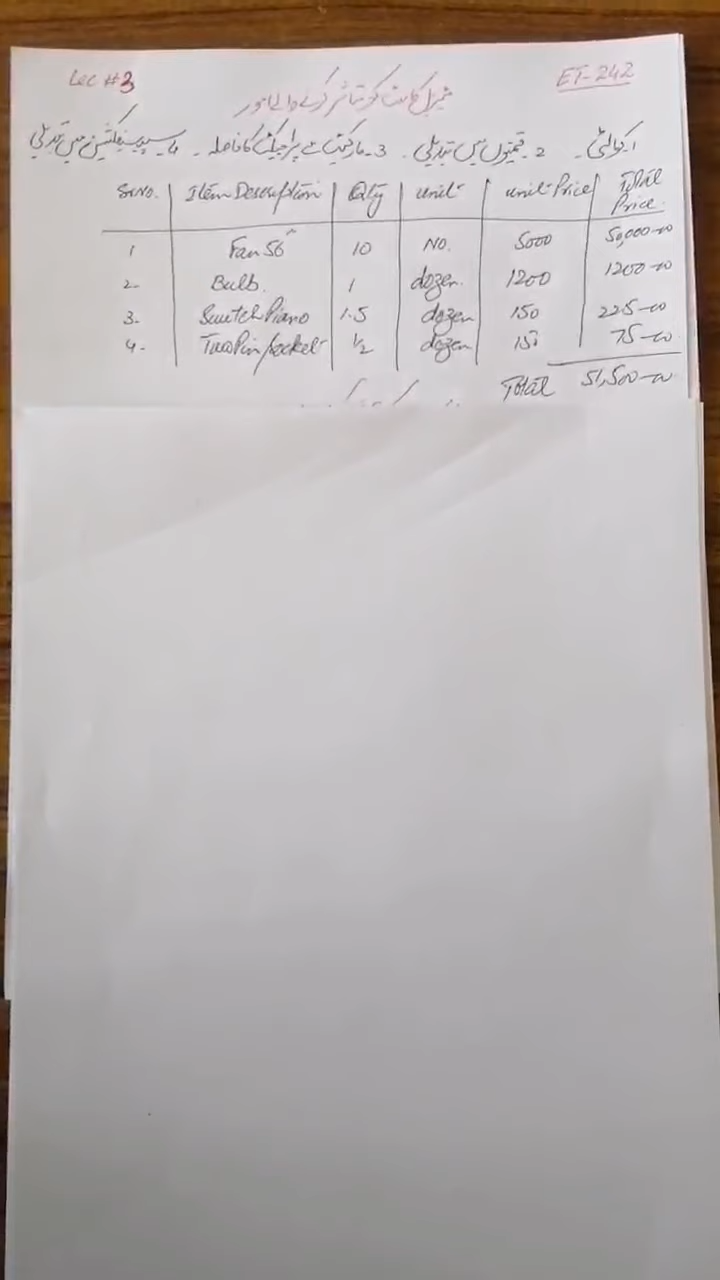 Lec #3
ET-242
میٹریل کاسٹ کو متاثر کرنے والے امور
1۔ کوالٹی۔ 2۔ قیمتوں میں تبدیلی۔ 3۔ مارکیٹ سے پراجیکٹ کا فاصلہ۔ 4۔ سپیسیفکیشن میں تبدیلی
Sr.No. Item Description Qty unit unit Price Total Price
1 Fan 56" 10 No. 5000 50,000-00
2- Bulb. 1 dozen. 1200 1200-00
3- Switch Piano 1.5 dozen 150 225-00
4- Two Pin Socket 1/2 dozen 150 75-00
Total 51,500-00